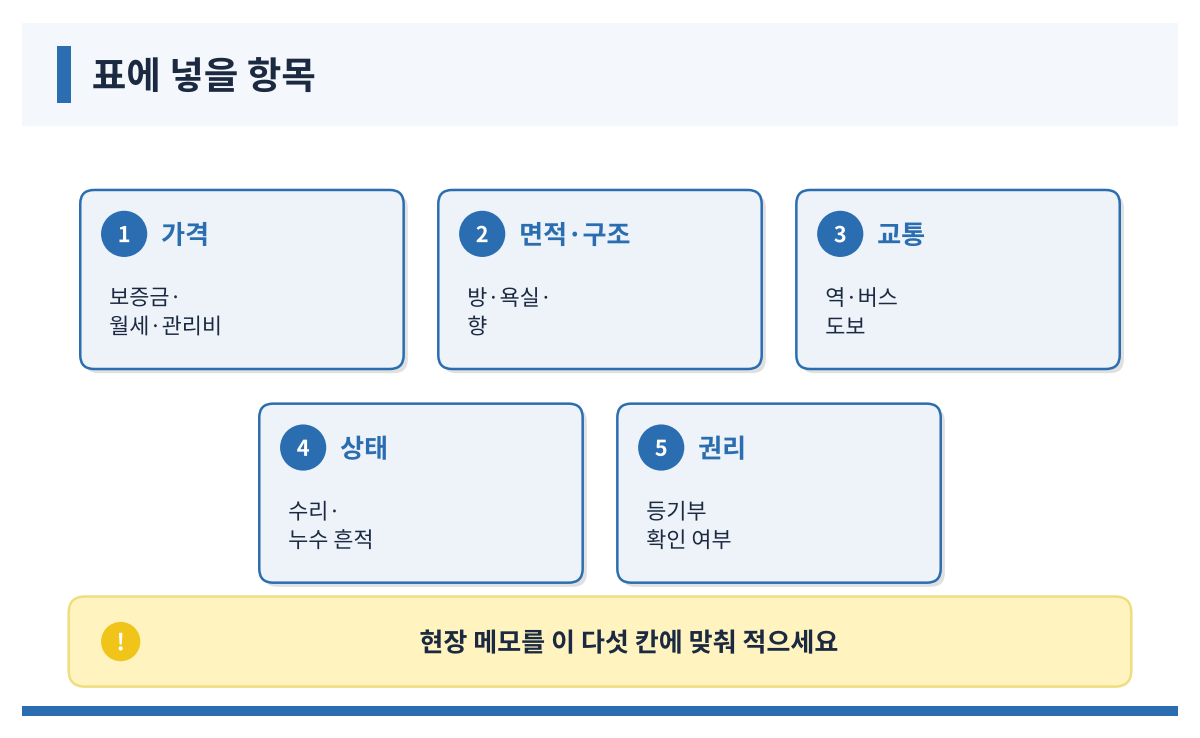 표에 넣을 항목
1 가격
보증금·
월세·관리비
2 면적·구조
방·욕실·
향
3 교통
역·버스
도보
4 상태
수리·
누수 흔적
5 권리
등기부
확인 여부
! 현장 메모를 이 다섯 칸에 맞춰 적으세요